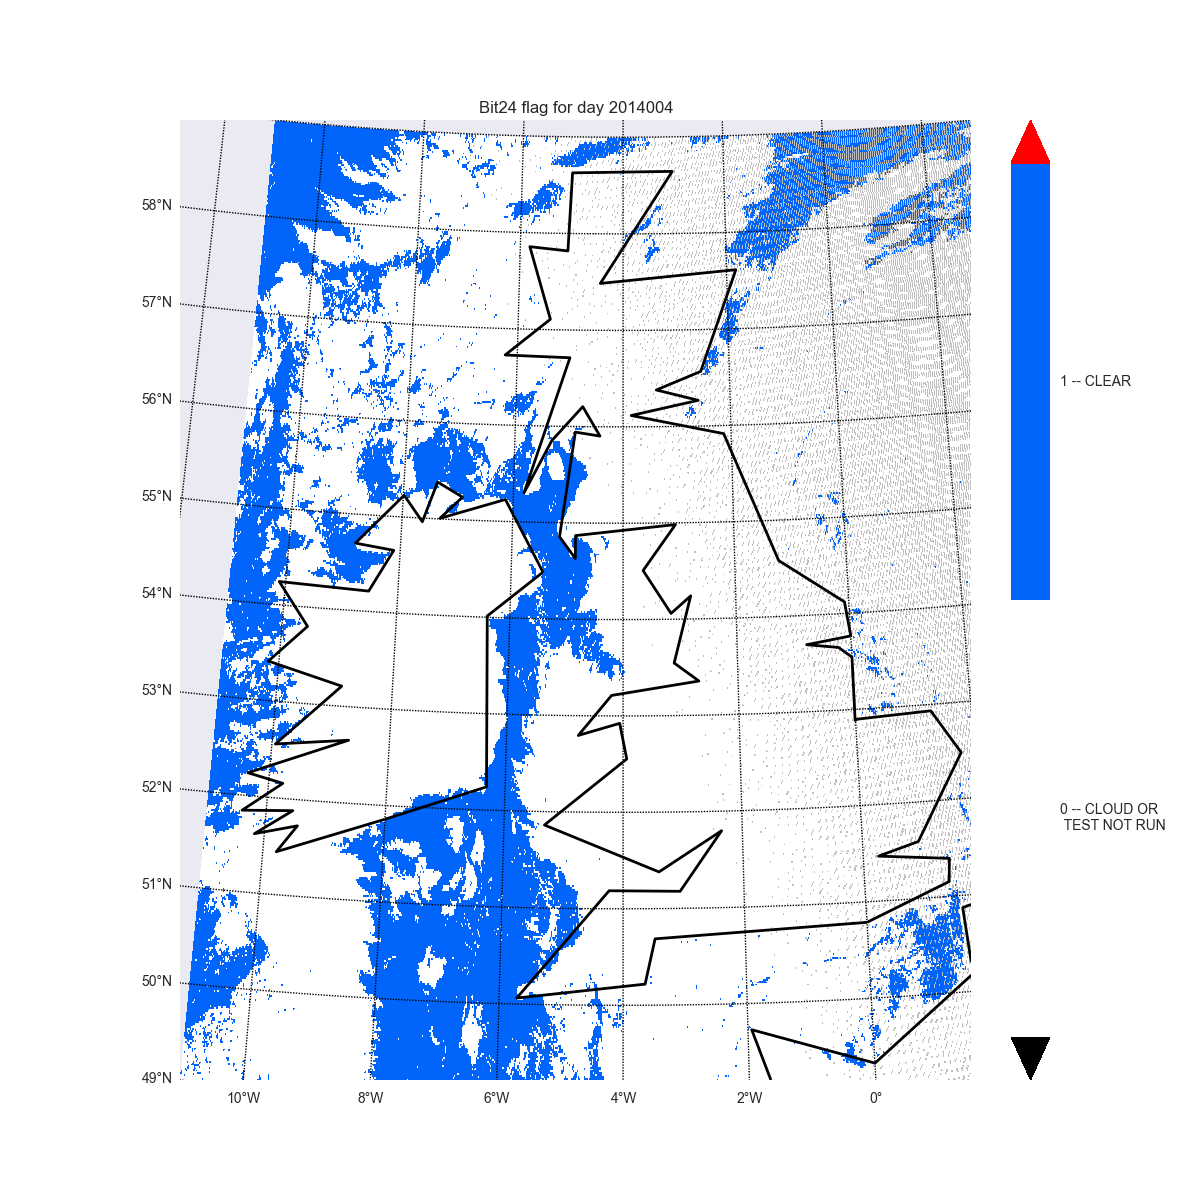 Bit24 flag for day 2014004
58°N
57°N
56°N
55°N
54°N
53°N
52°N
51°N
50°N
49°N
10°W
8°W
6°W
4°W
2°W
0°
1 -- CLEAR
0 -- CLOUD OR
TEST NOT RUN